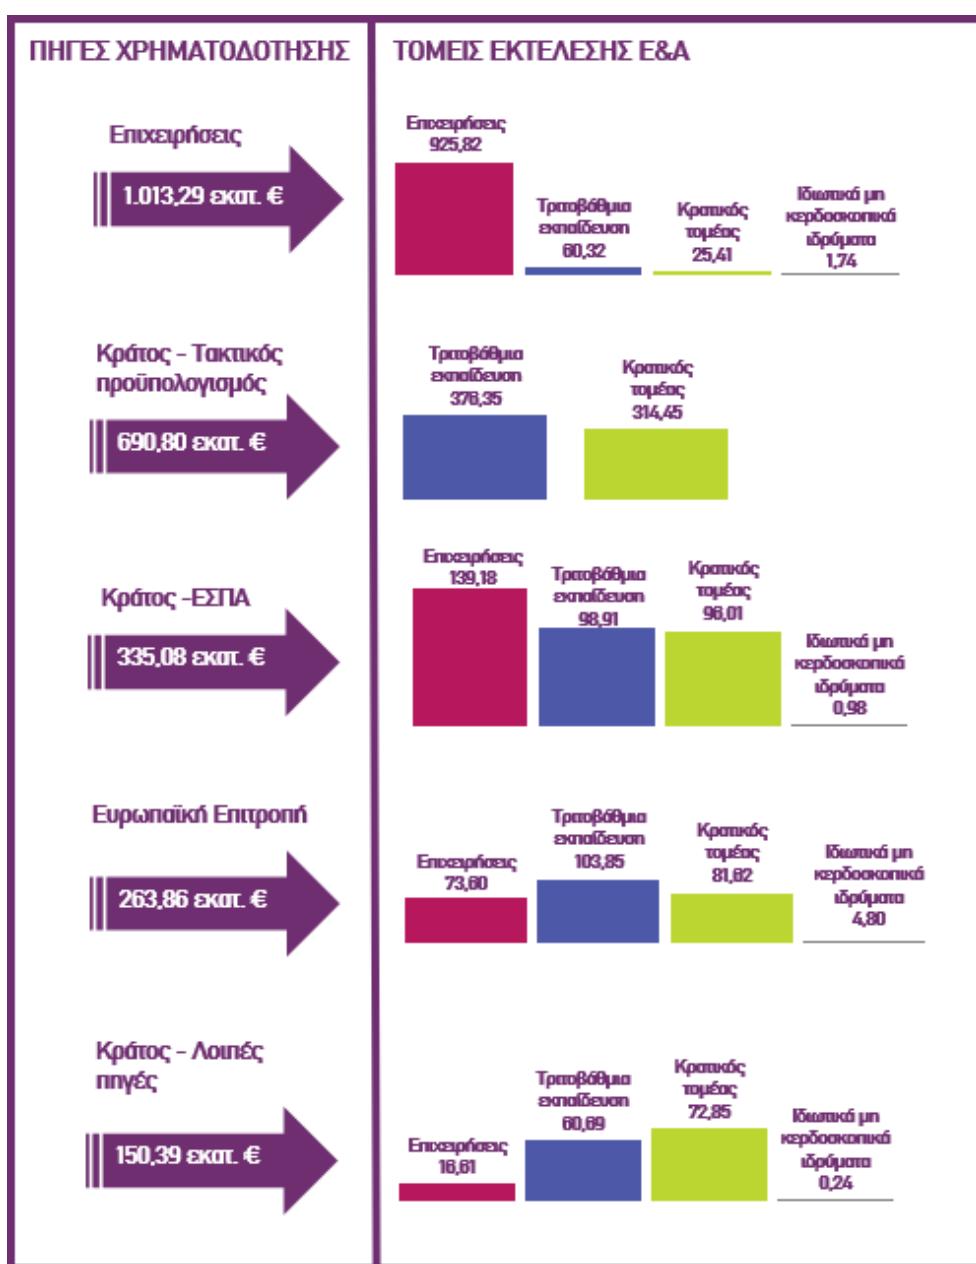 ΠΗΓΕΣ ΧΡΗΜΑΤΟΔΟΤΗΣΗΣ
ΤΟΜΕΙΣ ΕΚΤΕΛΕΣΗΣ Ε&Α
Επιχειρήσεις
1.013,29 εκατ. €
Επιχειρήσεις
925,82
Τριτοβάθμια
εκπαίδευση
60,32
Κρατικός
τομέας
25,41
Ιδιωτικά μη
κερδοσκοπικά
ιδρύματα
1,74
Κράτος - Τακτικός
προϋπολογισμός
690,80 εκατ. €
Τριτοβάθμια
εκπαίδευση
376,35
Κρατικός
τομέας
314,45
Κράτος -ΕΣΠΑ
335,08 εκατ. €
Επιχειρήσεις
139,18
Τριτοβάθμια
εκπαίδευση
98,91
Κρατικός
τομέας
96,01
Ιδιωτικά μη
κερδοσκοπικά
ιδρύματα
0,98
Ευρωπαϊκή Επιτροπή
263,86 εκατ. €
Επιχειρήσεις
73,60
Τριτοβάθμια
εκπαίδευση
103,85
Κρατικός
τομέας
81,62
Ιδιωτικά μη
κερδοσκοπικά
ιδρύματα
4,80
Κράτος - Λοιπές
πηγές
150,39 εκατ. €
Επιχειρήσεις
16,61
Τριτοβάθμια
εκπαίδευση
60,69
Κρατικός
τομέας
72,85
Ιδιωτικά μη
κερδοσκοπικά
ιδρύματα
0,24